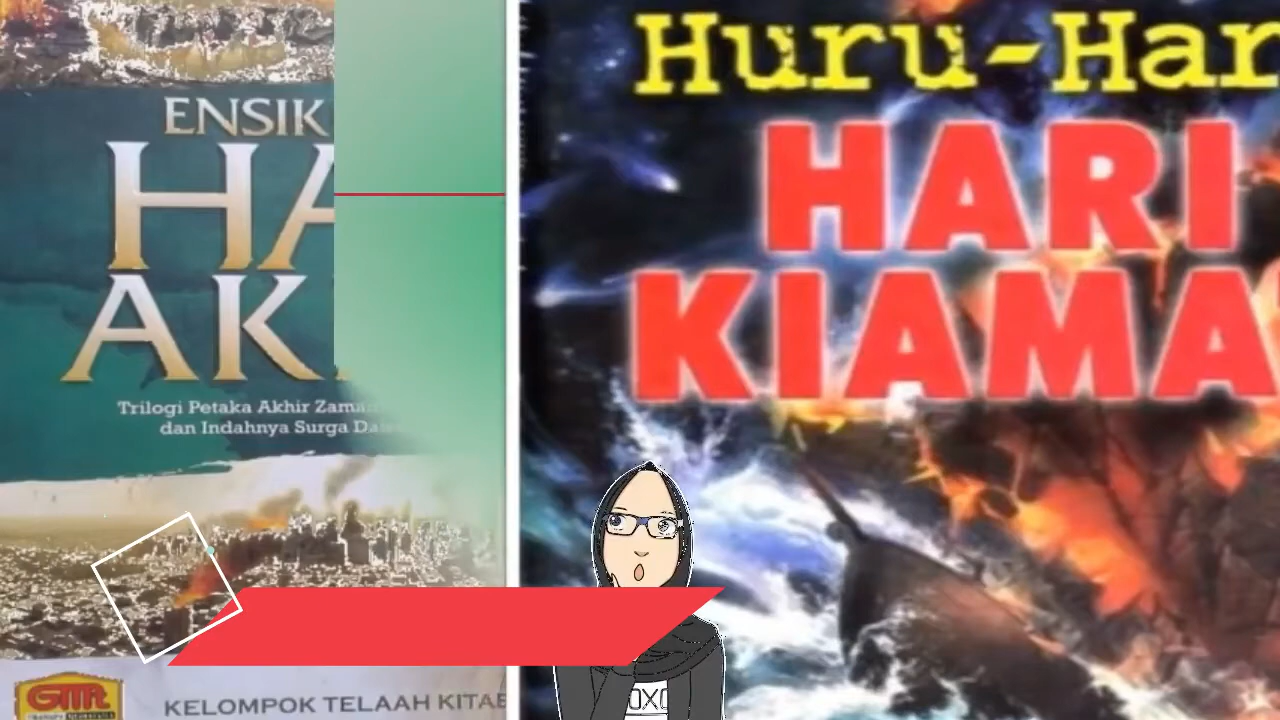 ENSIK
HA
AK
Trilogi Petaka Akhir Zaman
dan Indahnya Surga Da
GMR
KELOMPOK TELAAH KITAB
Huru-Har
HARI
KIAMA
OXO